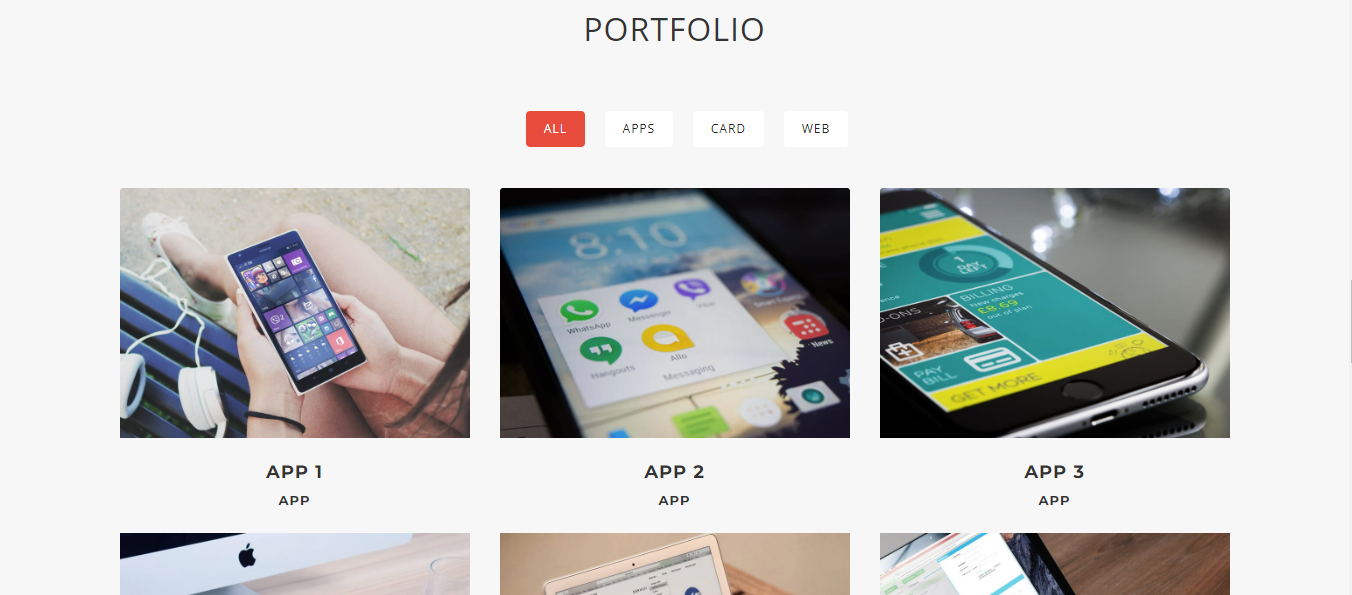 PORTFOLIO
ALL
APPS
CARD
WEB
8:10
WhatsApp
Messenger
Viber
Hangouts
Allo
News
Messaging
1
DAY
LEFT
BILLING
New charges
£8.69
out of plan
D-ONS
PAY
BILL
GET MORE
APP 1
APP
APP 2
APP
APP 3
APP